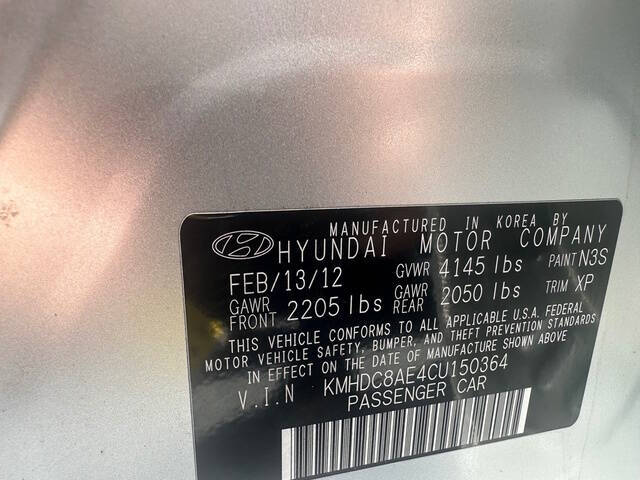 MANUFACTURED IN KOREA BY
HYUNDAI MOTOR COMPANY
FEB/13/12 GVWR 4145 lbs PAINT N3S
GAWR FRONT 2205 lbs GAWR REAR 2050 lbs TRIM XP
THIS VEHICLE CONFORMS TO ALL APPLICABLE U.S.A. FEDERAL
MOTOR VEHICLE SAFETY, BUMPER, AND THEFT PREVENTION STANDARDS
IN EFFECT ON THE DATE OF MANUFACTURE SHOWN ABOVE
V.I.N KMHDC8AE4CU150364
PASSENGER CAR